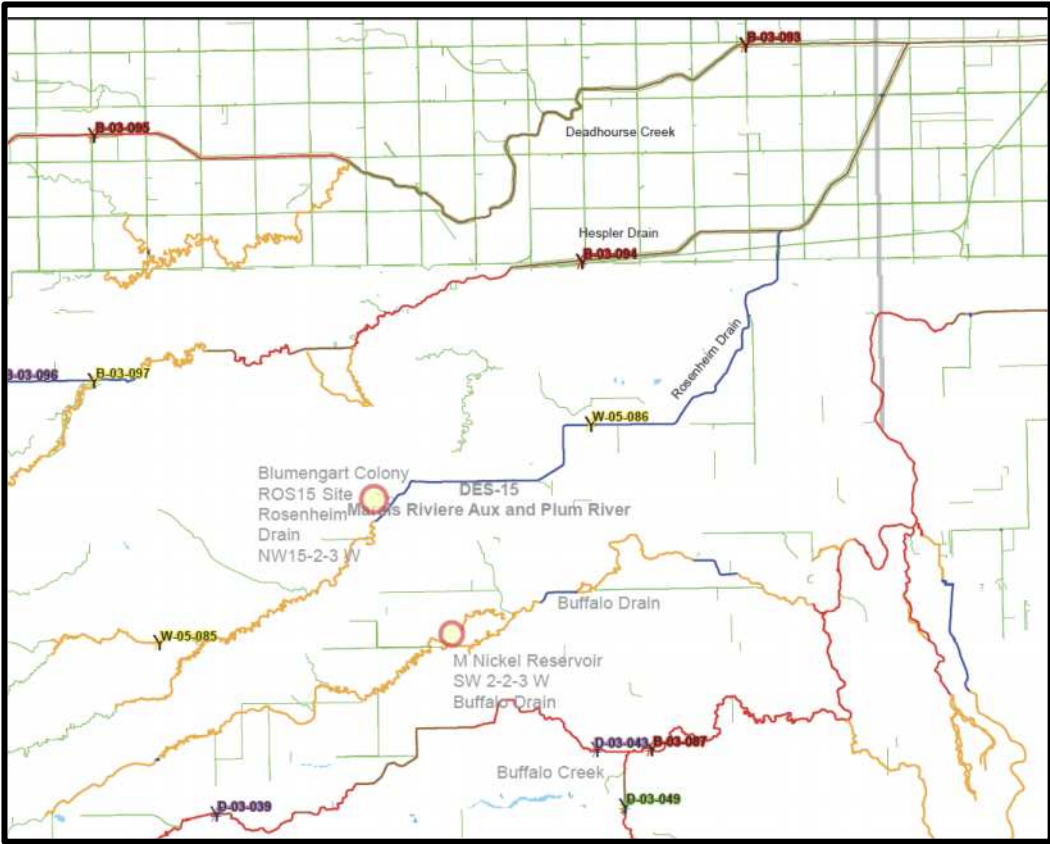 B-03-093
B-03-095
Deadhourse Creek
Hespler Drain
B-03-094
Rosenheim Drain
B-03-096
B-03-097
W-05-086
Blumengart Colony
ROS15 Site
Rosenheim
Drain
NW15-2-3 W
DES-15
Marais Riviere Aux and Plum River
Buffalo Drain
W-05-085
M Nickel Reservoir
SW 2-2-3 W
Buffalo Drain
D-03-043
B-03-087
Buffalo Creek
D-03-049
D-03-039